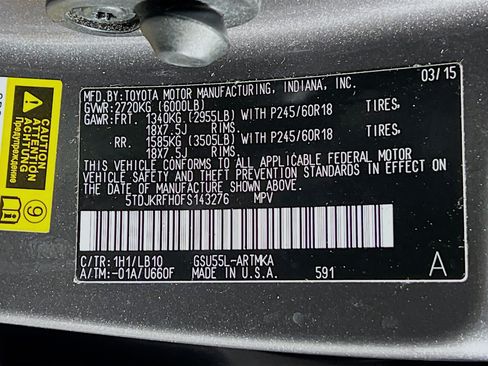 MFD.BY:TOYOTA MOTOR MANUFACTURING, INDIANA, INC. 03/15
GVWR:2720KG (6000LB)
GAWR:FRT. 1340KG (2955LB) WITH P245/60R18 TIRES,
18X7.5J RIMS.
RR. 1585KG (3505LB) WITH P245/60R18 TIRES,
18X7.5J RIMS.
THIS VEHICLE CONFORMS TO ALL APPLICABLE FEDERAL MOTOR
VEHICLE SAFETY AND THEFT PREVENTION STANDARDS IN EFFECT ON
THE DATE OF MANUFACTURE SHOWN ABOVE.
5TDJKRFH0FS143276 MPV
C/TR: 1H1/LB10 GSU55L-ARTMKA
A/TM: -01A/U660F MADE IN U.S.A. 591 A
CAUTION
ACHTUNG
Предупреждение
9